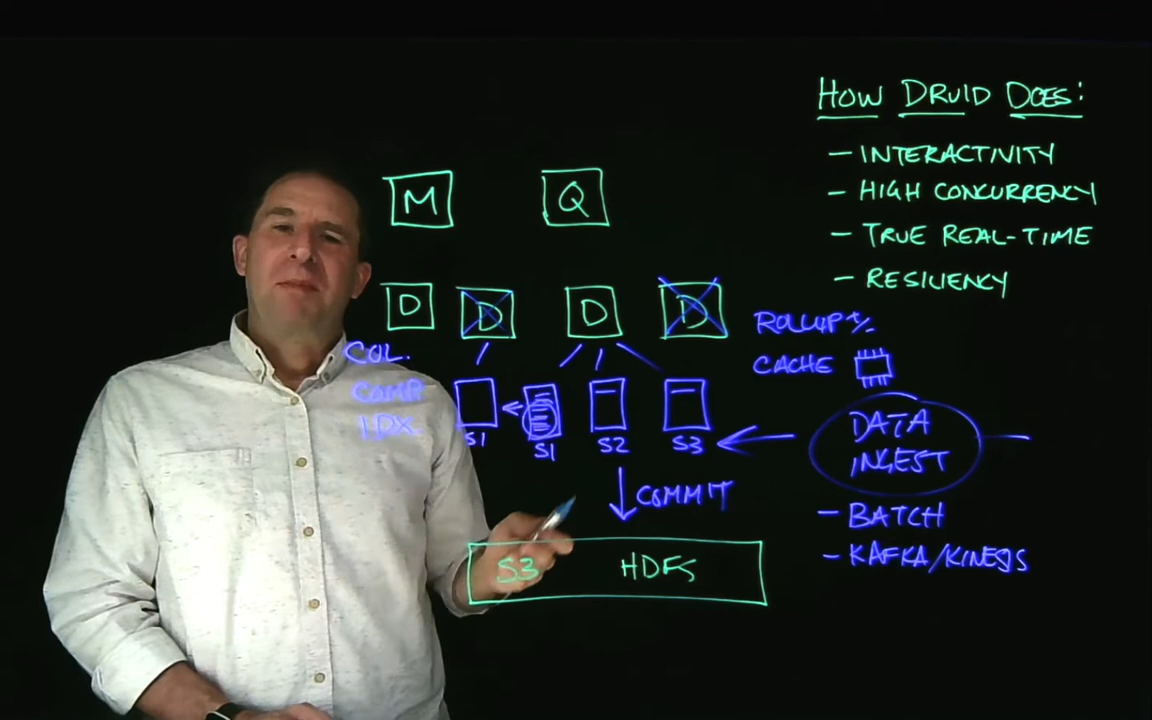 HOW DRUID DOES:
- INTERACTIVITY
- HIGH CONCURRENCY
- TRUE REAL-TIME
- RESILIENCY
M Q
D D D D
ROLLUP
CACHE
COL.
COMP
IDX.
S1 S1 S2 S3
DATA
INGEST
COMMIT
- BATCH
- KAFKA/KINESIS
S3 HDFS